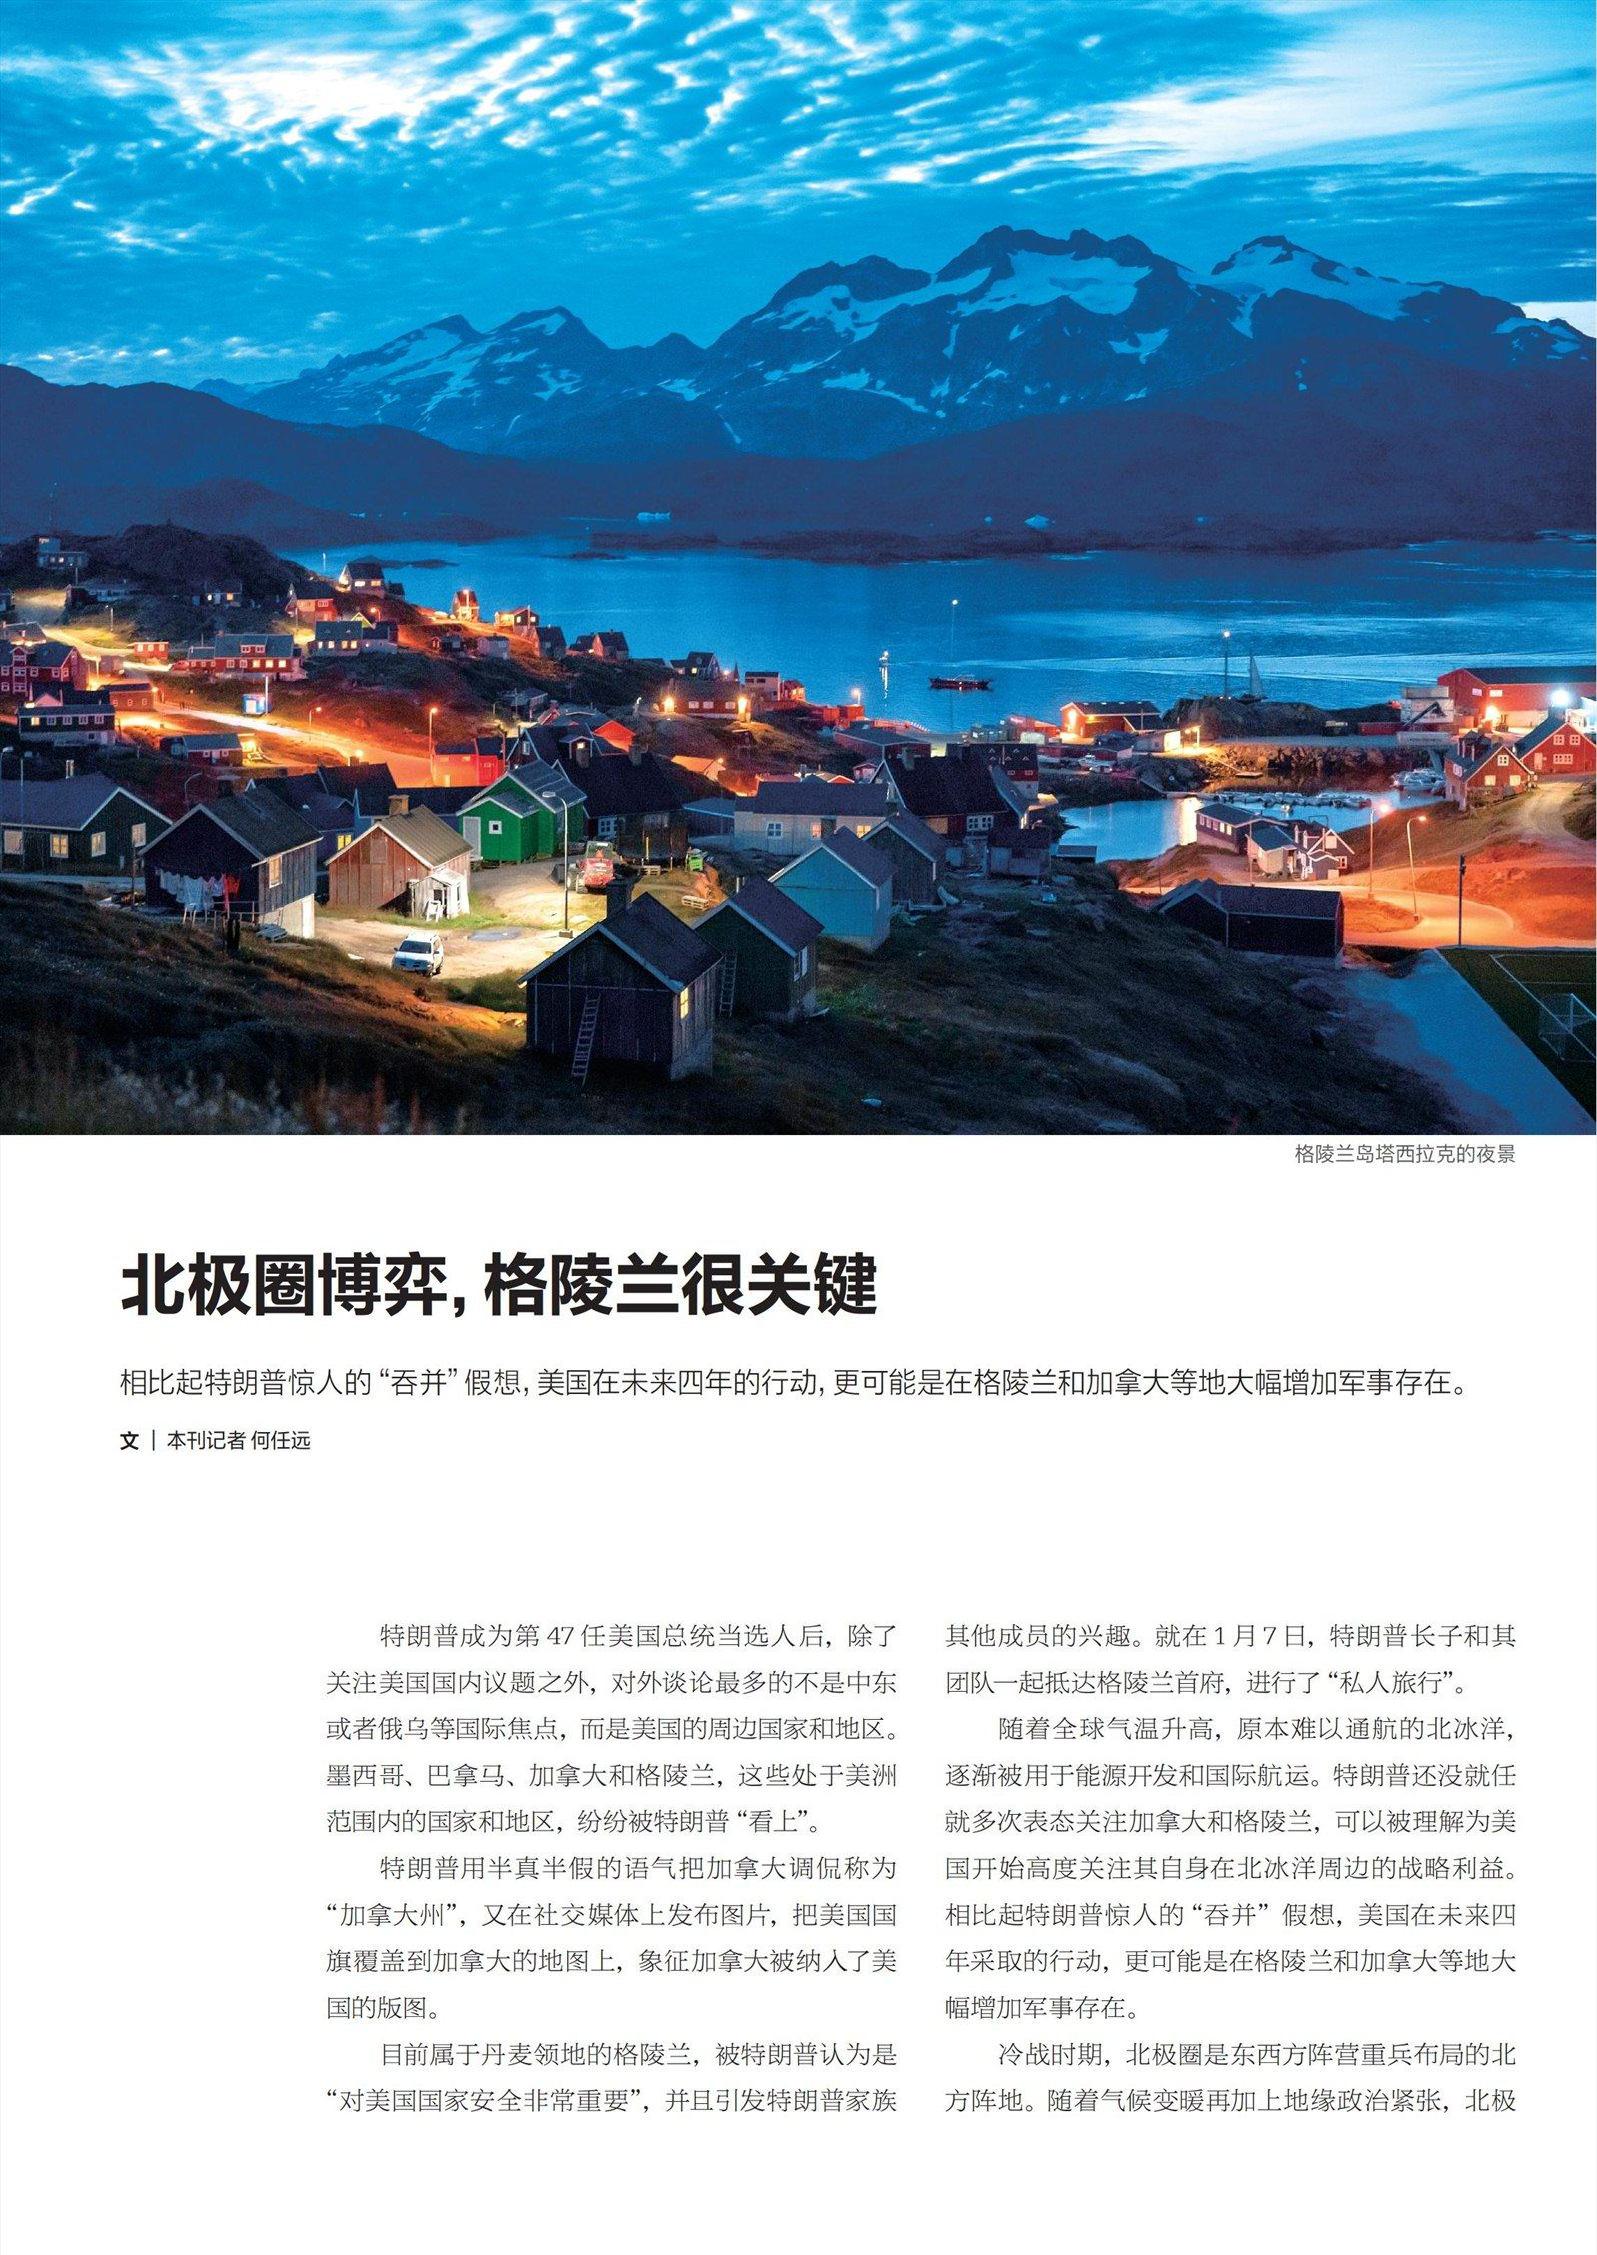 格陵兰岛塔西拉克的夜景
北极圈博弈，格陵兰很关键
相比起特朗普惊人的“吞并”假想，美国在未来四年的行动，更可能是在格陵兰和加拿大等地大幅增加军事存在。
文｜本刊记者 何任远
特朗普成为第 47 任美国总统当选人后，除了
关注美国国内议题之外，对外谈论最多的不是中东
或者俄乌等国际焦点，而是美国的周边国家和地区。
墨西哥、巴拿马、加拿大和格陵兰，这些处于美洲
范围内的国家和地区，纷纷被特朗普“看上”。
特朗普用半真半假的语气把加拿大调侃称为
“加拿大州”，又在社交媒体上发布图片，把美国国
旗覆盖到加拿大的地图上，象征加拿大被纳入了美
国的版图。
目前属于丹麦领地的格陵兰，被特朗普认为是
“对美国国家安全非常重要”，并且引发特朗普家族
其他成员的兴趣。就在 1 月 7 日，特朗普长子和其
团队一起抵达格陵兰首府，进行了“私人旅行”。
随着全球气温升高，原本难以通航的北冰洋，
逐渐被用于能源开发和国际航运。特朗普还没就任
就多次表态关注加拿大和格陵兰，可以被理解为美
国开始高度关注其自身在北冰洋周边的战略利益。
相比起特朗普惊人的“吞并”假想，美国在未来四
年采取的行动，更可能是在格陵兰和加拿大等地大
幅增加军事存在。
冷战时期，北极圈是东西方阵营重兵布局的北
方阵地。随着气候变暖再加上地缘政治紧张，北极